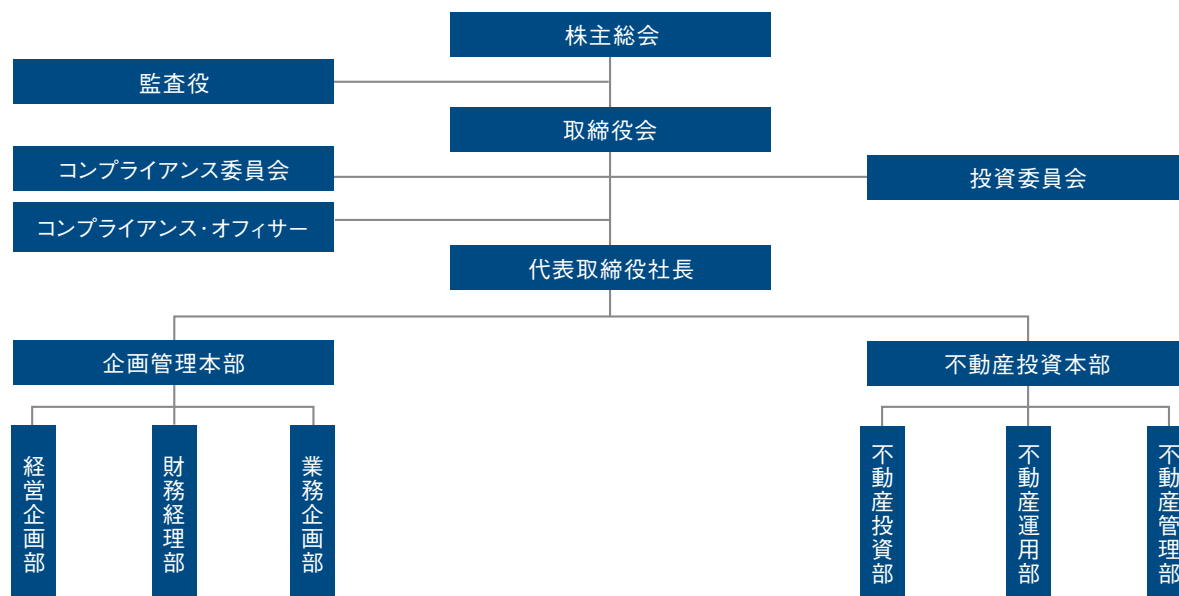 株主総会
監査役
取締役会
コンプライアンス委員会
投資委員会
コンプライアンス・オフィサー
代表取締役社長
企画管理本部
不動産投資本部
経営企画部
財務経理部
業務企画部
不動産投資部
不動産運用部
不動産管理部